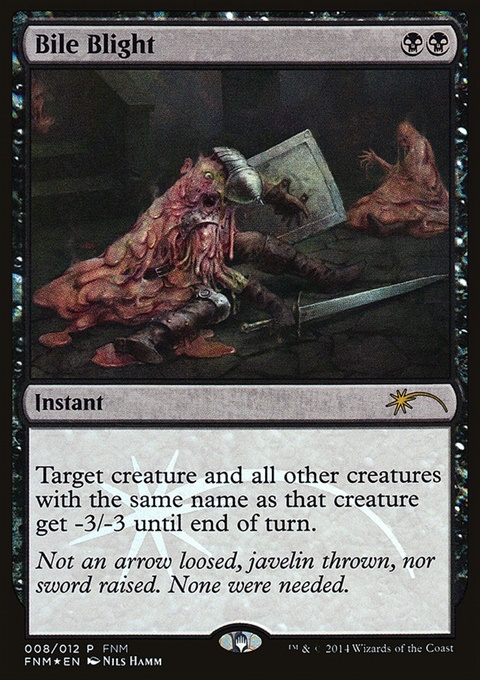 Bile Blight
Instant
Target creature and all other creatures
with the same name as that creature
get -3/-3 until end of turn.
Not an arrow loosed, javelin thrown, nor
sword raised. None were needed.
008/012 P FNM
FNM★EN Nils Hamm
™ & © 2014 Wizards of the Coast